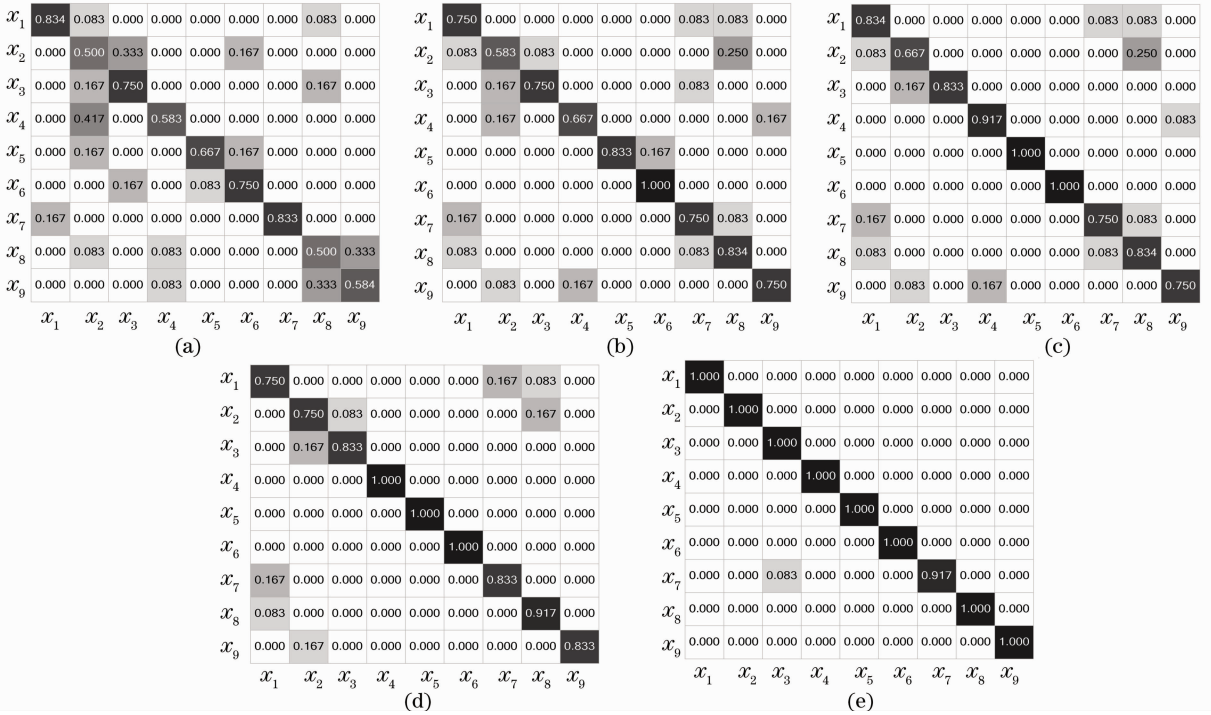 x1 0.834 0.083 0.000 0.000 0.000 0.000 0.000 0.083 0.000
x2 0.000 0.500 0.333 0.000 0.000 0.167 0.000 0.000 0.000
x3 0.000 0.167 0.750 0.000 0.000 0.000 0.000 0.167 0.000
x4 0.000 0.417 0.000 0.583 0.000 0.000 0.000 0.000 0.000
x5 0.000 0.167 0.000 0.000 0.667 0.167 0.000 0.000 0.000
x6 0.000 0.000 0.167 0.000 0.083 0.750 0.000 0.000 0.000
x7 0.167 0.000 0.000 0.000 0.000 0.000 0.833 0.000 0.000
x8 0.000 0.083 0.000 0.083 0.000 0.000 0.000 0.500 0.333
x9 0.000 0.000 0.000 0.083 0.000 0.000 0.000 0.333 0.584
x1 x2 x3 x4 x5 x6 x7 x8 x9
(a)
x1 0.750 0.000 0.000 0.000 0.000 0.000 0.083 0.083 0.000
x2 0.083 0.583 0.083 0.000 0.000 0.000 0.000 0.250 0.000
x3 0.000 0.167 0.750 0.000 0.000 0.000 0.083 0.000 0.000
x4 0.000 0.167 0.000 0.667 0.000 0.000 0.000 0.000 0.167
x5 0.000 0.000 0.000 0.000 0.833 0.167 0.000 0.000 0.000
x6 0.000 0.000 0.000 0.000 0.000 1.000 0.000 0.000 0.000
x7 0.167 0.000 0.000 0.000 0.000 0.000 0.750 0.083 0.000
x8 0.083 0.000 0.000 0.000 0.000 0.000 0.083 0.834 0.000
x9 0.000 0.083 0.000 0.167 0.000 0.000 0.000 0.000 0.750
x1 x2 x3 x4 x5 x6 x7 x8 x9
(b)
x1 0.834 0.000 0.000 0.000 0.000 0.000 0.083 0.083 0.000
x2 0.083 0.667 0.000 0.000 0.000 0.000 0.000 0.250 0.000
x3 0.000 0.167 0.833 0.000 0.000 0.000 0.000 0.000 0.000
x4 0.000 0.000 0.000 0.917 0.000 0.000 0.000 0.000 0.083
x5 0.000 0.000 0.000 0.000 1.000 0.000 0.000 0.000 0.000
x6 0.000 0.000 0.000 0.000 0.000 1.000 0.000 0.000 0.000
x7 0.167 0.000 0.000 0.000 0.000 0.000 0.750 0.083 0.000
x8 0.083 0.000 0.000 0.000 0.000 0.000 0.083 0.834 0.000
x9 0.000 0.083 0.000 0.167 0.000 0.000 0.000 0.000 0.750
x1 x2 x3 x4 x5 x6 x7 x8 x9
(c)
x1 0.750 0.000 0.000 0.000 0.000 0.000 0.167 0.083 0.000
x2 0.000 0.750 0.083 0.000 0.000 0.000 0.000 0.167 0.000
x3 0.000 0.167 0.833 0.000 0.000 0.000 0.000 0.000 0.000
x4 0.000 0.000 0.000 1.000 0.000 0.000 0.000 0.000 0.000
x5 0.000 0.000 0.000 0.000 1.000 0.000 0.000 0.000 0.000
x6 0.000 0.000 0.000 0.000 0.000 1.000 0.000 0.000 0.000
x7 0.167 0.000 0.000 0.000 0.000 0.000 0.833 0.000 0.000
x8 0.083 0.000 0.000 0.000 0.000 0.000 0.000 0.917 0.000
x9 0.000 0.167 0.000 0.000 0.000 0.000 0.000 0.000 0.833
x1 x2 x3 x4 x5 x6 x7 x8 x9
(d)
x1 1.000 0.000 0.000 0.000 0.000 0.000 0.000 0.000 0.000
x2 0.000 1.000 0.000 0.000 0.000 0.000 0.000 0.000 0.000
x3 0.000 0.000 1.000 0.000 0.000 0.000 0.000 0.000 0.000
x4 0.000 0.000 0.000 1.000 0.000 0.000 0.000 0.000 0.000
x5 0.000 0.000 0.000 0.000 1.000 0.000 0.000 0.000 0.000
x6 0.000 0.000 0.000 0.000 0.000 1.000 0.000 0.000 0.000
x7 0.000 0.000 0.083 0.000 0.000 0.000 0.917 0.000 0.000
x8 0.000 0.000 0.000 0.000 0.000 0.000 0.000 1.000 0.000
x9 0.000 0.000 0.000 0.000 0.000 0.000 0.000 0.000 1.000
x1 x2 x3 x4 x5 x6 x7 x8 x9
(e)